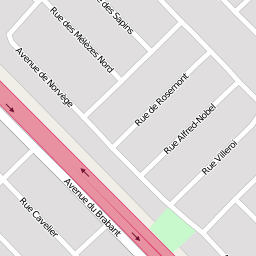 des Sapins
Rue des Mélèzes Nord
Avenue de Norvège
Rue de Rosemont
Rue Alfred-Nobel
Rue Villeroi
Avenue du Brabant
Rue Cavelier